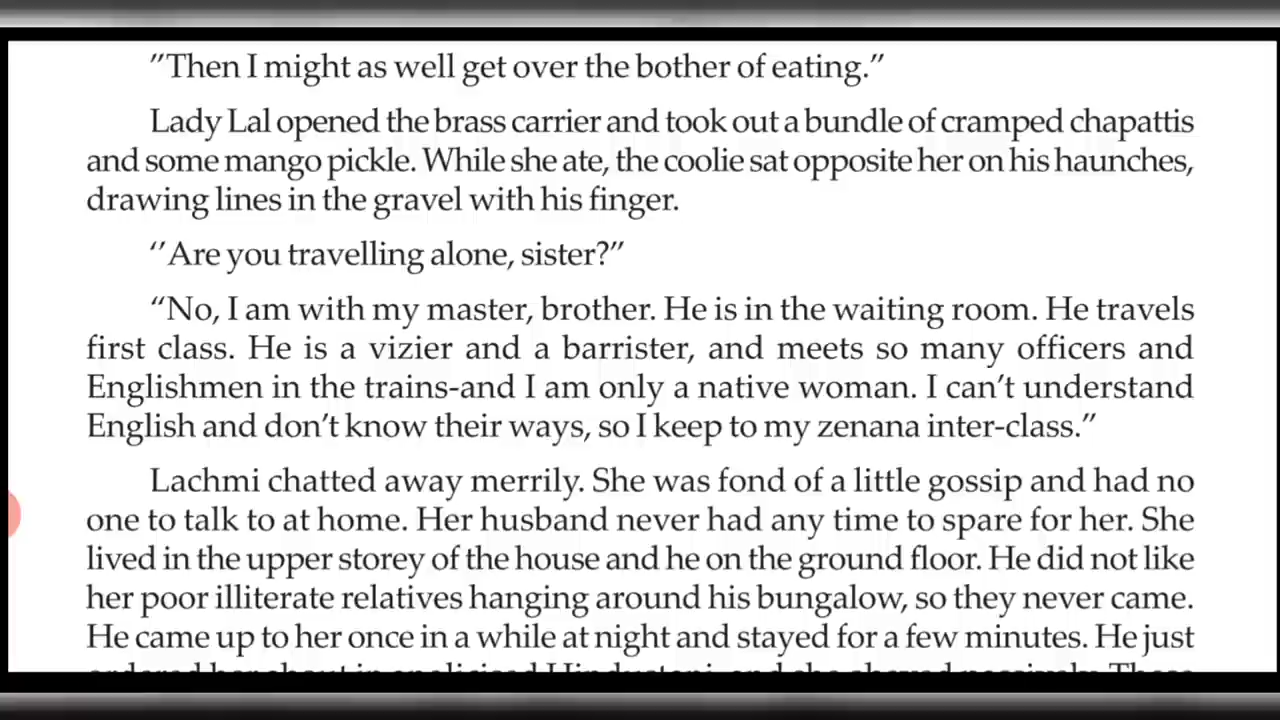 "Then I might as well get over the bother of eating."
Lady Lal opened the brass carrier and took out a bundle of cramped chapattis
and some mango pickle. While she ate, the coolie sat opposite her on his haunches,
drawing lines in the gravel with his finger.
''Are you travelling alone, sister?"
"No, I am with my master, brother. He is in the waiting room. He travels
first class. He is a vizier and a barrister, and meets so many officers and
Englishmen in the trains-and I am only a native woman. I can't understand
English and don't know their ways, so I keep to my zenana inter-class."
Lachmi chatted away merrily. She was fond of a little gossip and had no
one to talk to at home. Her husband never had any time to spare for her. She
lived in the upper storey of the house and he on the ground floor. He did not like
her poor illiterate relatives hanging around his bungalow, so they never came.
He came up to her once in a while at night and stayed for a few minutes. He just